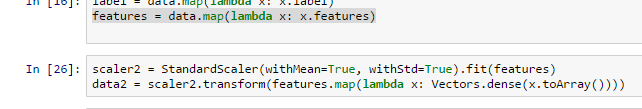 In [16]: label = data.map(lambda x: x.label)
features = data.map(lambda x: x.features)
In [26]: scaler2 = StandardScaler(withMean=True, withStd=True).fit(features)
data2 = scaler2.transform(features.map(lambda x: Vectors.dense(x.toArray())))